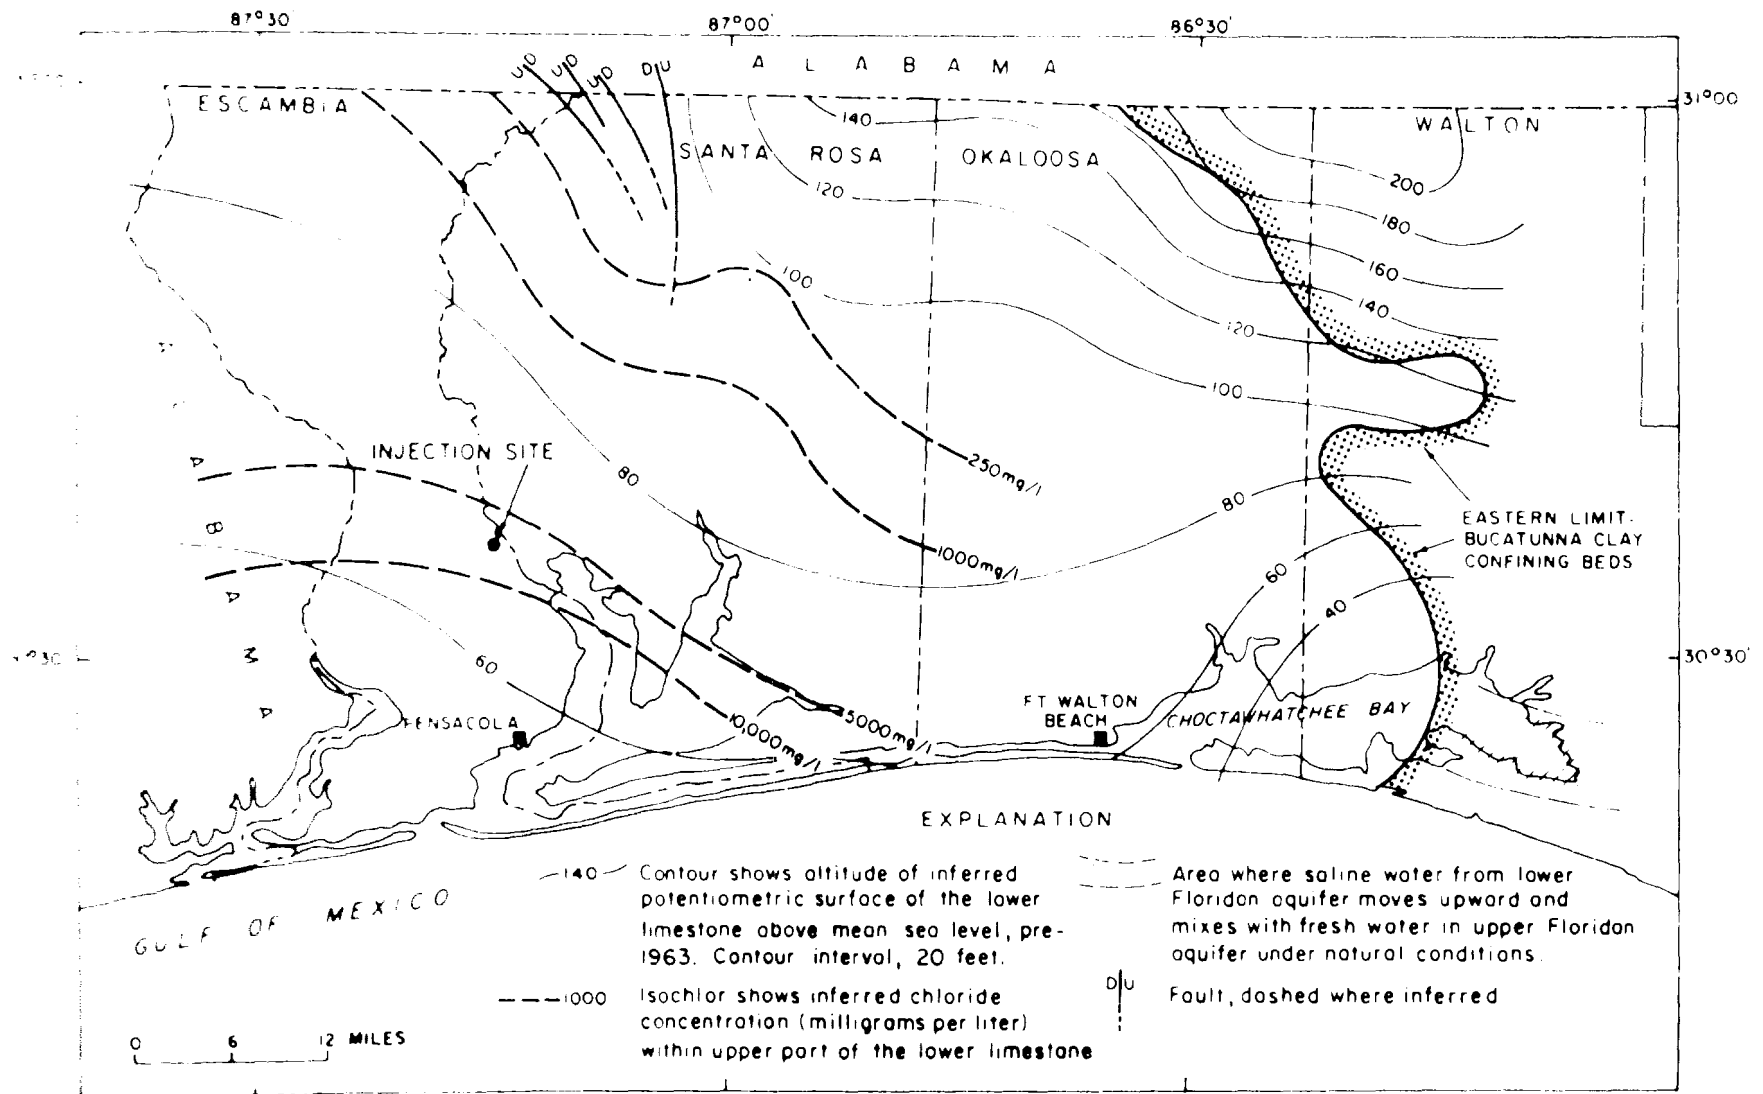 87°30'
87°00'
86°30'
A L A B A M A
U D
U D
U D
D U
31°00'
ESCAMBIA
SANTA ROSA
OKALOOSA
WALTON
140
120
100
200
180
160
140
120
100
80
80
60
60
40
INJECTION SITE
250mg/l
1000mg/l
5000mg/l
10,000mg/l
EASTERN LIMIT-
BUCATUNNA CLAY
CONFINING BEDS
A
B
A
M
A
30°30'
PENSACOLA
FT WALTON
BEACH
CHOCTAWHATCHEE BAY
GULF OF MEXICO
EXPLANATION
140
Contour shows altitude of inferred
potentiometric surface of the lower
limestone above mean sea level, pre-
1963. Contour interval, 20 feet.
1000
Isochlor shows inferred chloride
concentration (milligrams per liter)
within upper part of the lower limestone
Area where saline water from lower
Floridan aquifer moves upward and
mixes with fresh water in upper Floridan
aquifer under natural conditions.
D U
Fault, dashed where inferred
0 6 12 MILES